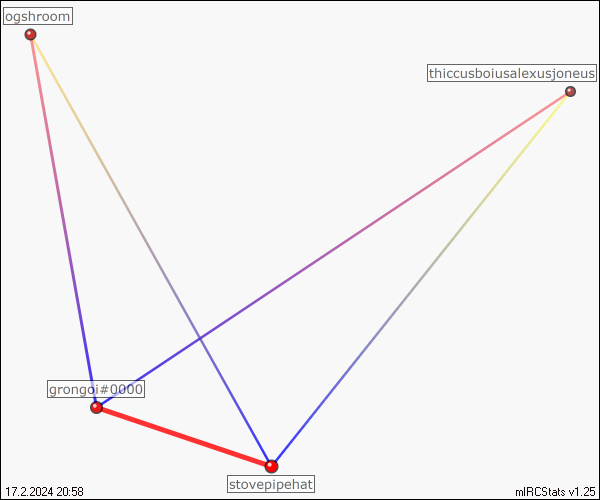 ogshroom
thiccusboiusalexusjoneus
grongoi#0000
stovepipehat
17.2.2024 20:58
mIRCStats v1.25